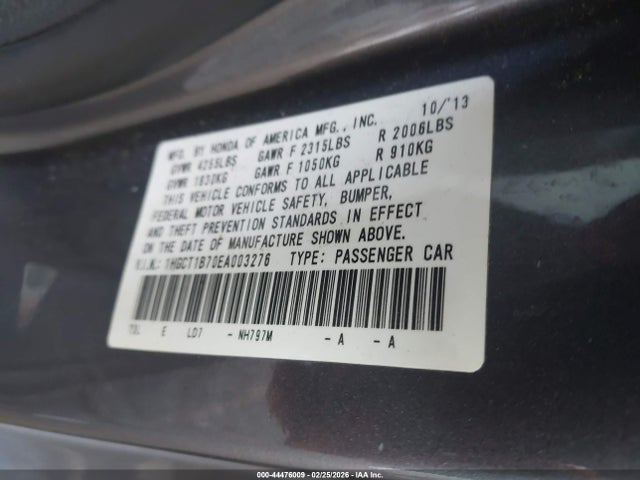 10/'13
MFG. BY HONDA OF AMERICA MFG., INC.
GVWR 4255LBS GAWR F 2315LBS R 2006LBS
GVWR 1930KG GAWR F 1050KG R 910KG
THIS VEHICLE CONFORMS TO ALL APPLICABLE
FEDERAL MOTOR VEHICLE SAFETY, BUMPER,
AND THEFT PREVENTION STANDARDS IN EFFECT
ON THE DATE OF MANUFACTURE SHOWN ABOVE.
V.I.N.: 1HGCT1B70EA003276 TYPE: PASSENGER CAR
E LD7 - NH797M - A - A
000-44476009 02/25/2026 © IAA Inc.